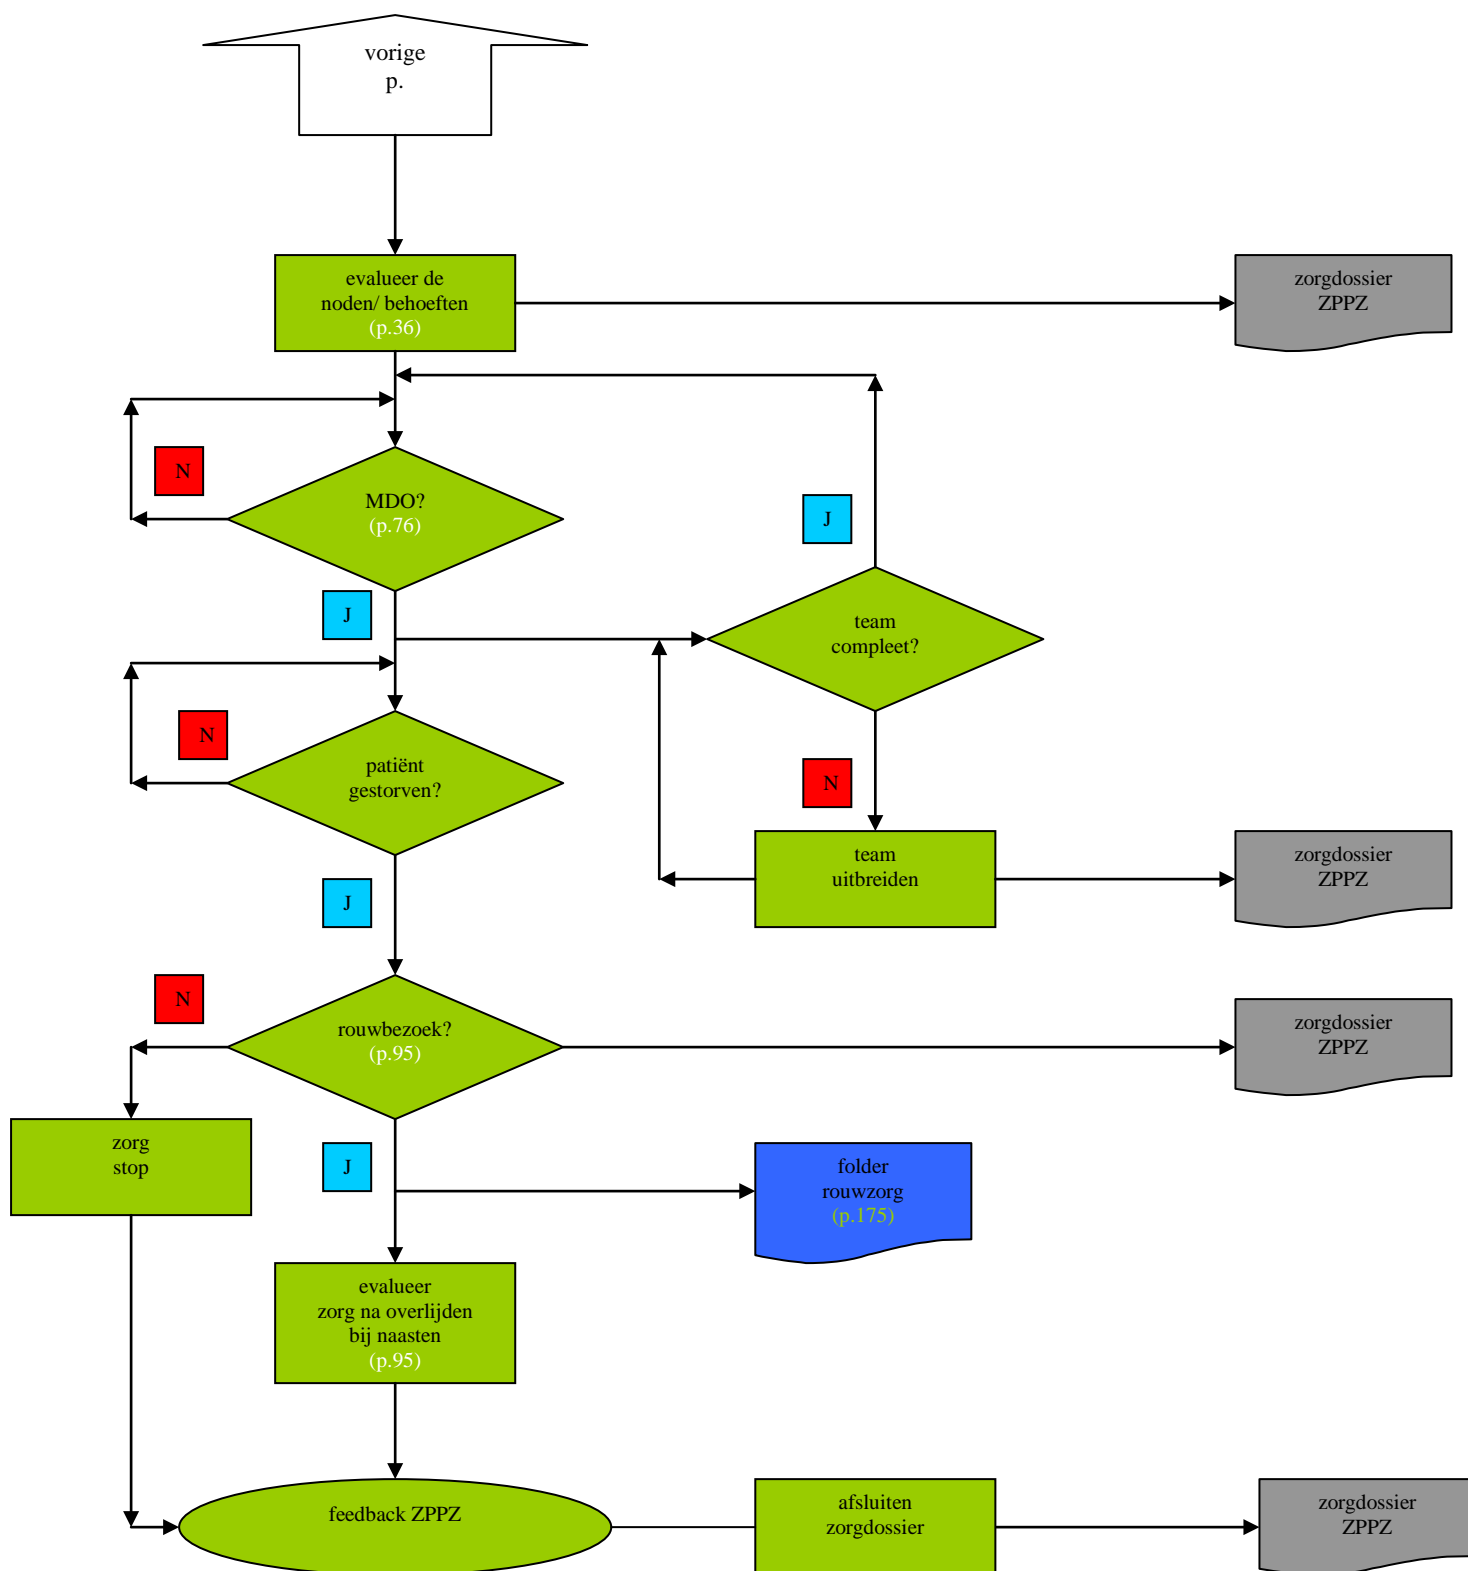 vorige
p.
evalueer de
noden/ behoeften
(p.36)
zorgdossier
ZPPZ
N
MDO?
(p.76)
J
J
team
compleet?
N
patiënt
gestorven?
N
team
uitbreiden
zorgdossier
ZPPZ
J
N
rouwbezoek?
(p.95)
zorgdossier
ZPPZ
zorg
stop
J
folder
rouwzorg
(p.175)
evalueer
zorg na overlijden
bij naasten
(p.95)
feedback ZPPZ
afsluiten
zorgdossier
zorgdossier
ZPPZ